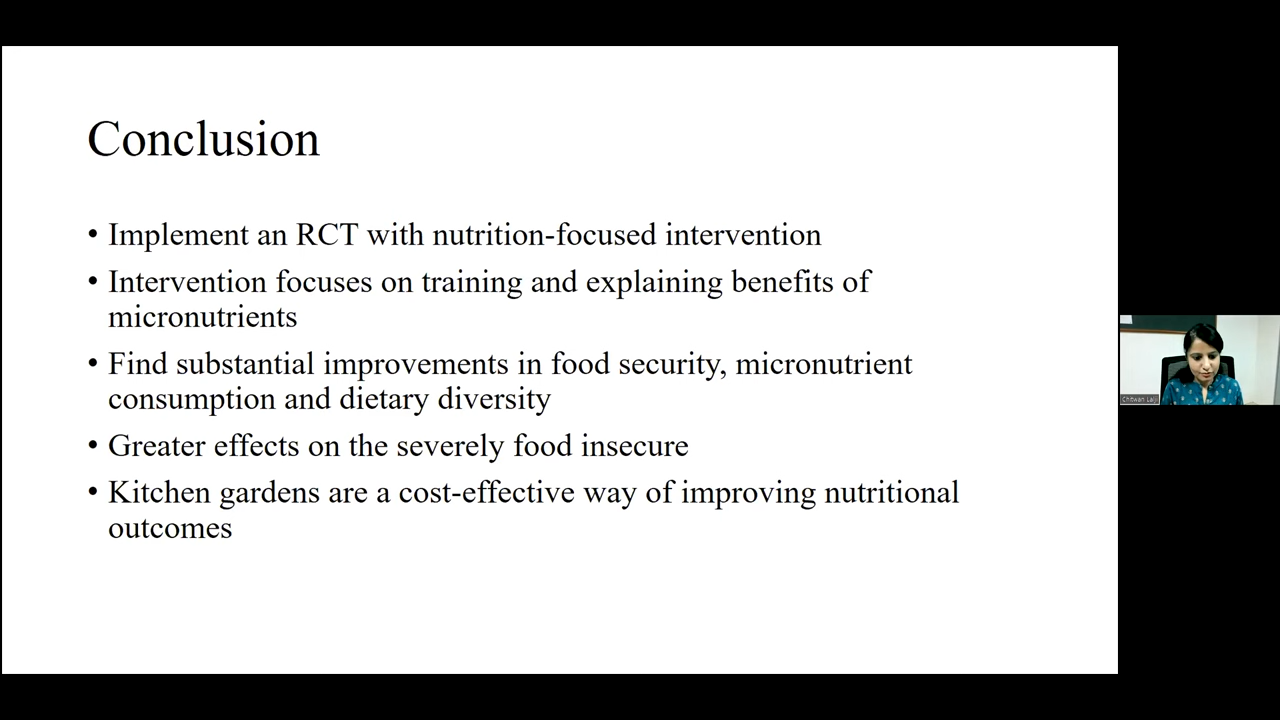 Conclusion
• Implement an RCT with nutrition-focused intervention
• Intervention focuses on training and explaining benefits of
micronutrients
• Find substantial improvements in food security, micronutrient
consumption and dietary diversity
• Greater effects on the severely food insecure
• Kitchen gardens are a cost-effective way of improving nutritional
outcomes
Chitwan Lalji